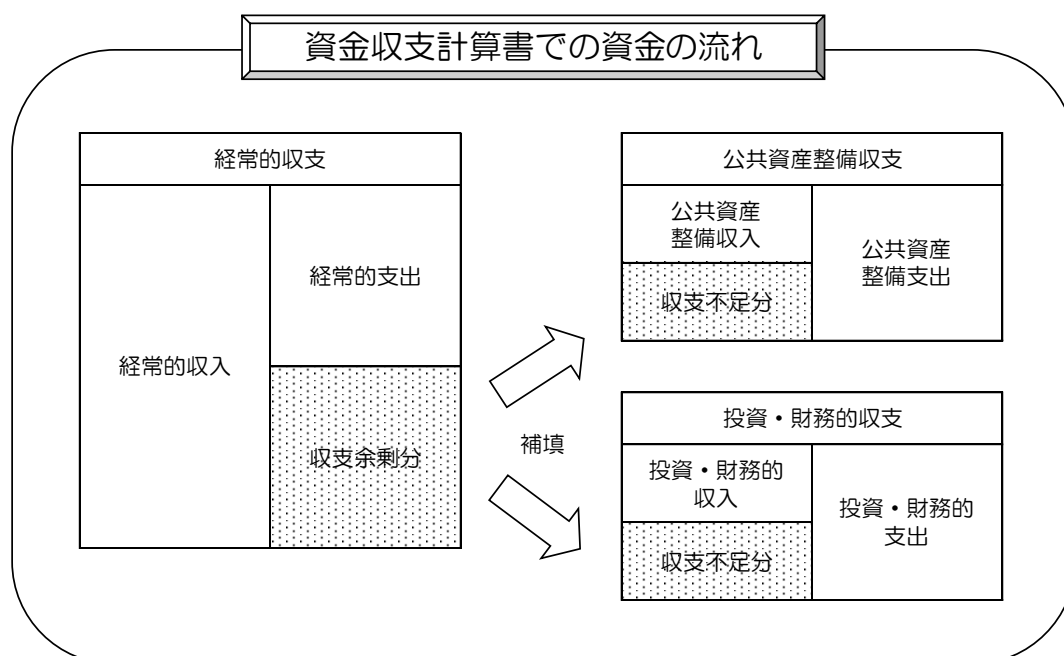 資金収支計算書での資金の流れ
経常的収支
経常的収入
経常的支出
収支余剰分
補填
公共資産整備収支
公共資産
整備収入
収支不足分
公共資産
整備支出
投資・財務的収支
投資・財務的
収入
収支不足分
投資・財務的
支出